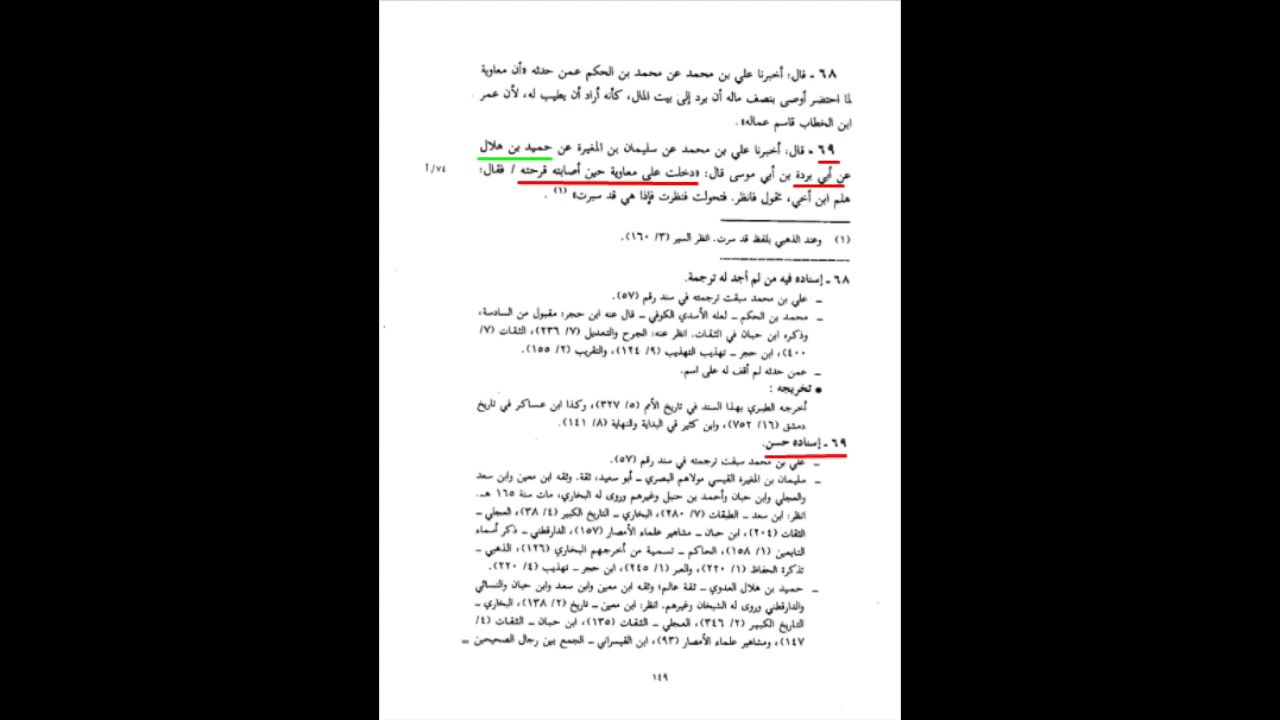 ٦٨ ـ قال: أخبرنا علي بن محمد عن محمد بن الحكم عمن حدثه «أن معاوية
لما احتضر أوصى بنصف ماله أن يرد إلى بيت المال، كأنه أراد أن يطيب له، لأن عمر
ابن الخطاب قاسم عماله».
٦٩ ـ قال: أخبرنا علي بن محمد عن سليمان بن المغيرة عن حميد بن هلال
عن أبي بردة بن أبي موسى قال: «دخلت على معاوية حين أصابته قرحته / فقال:
٧٤/أ
هلم ابن أخي، تحول فانظر. فتحولت فنظرت فإذا هي قد سبرت» (١).
(١) وعند الذهبي بلفظ قد سرت. انظر السير (٣/ ١٦٠).
٦٨ ـ إسناده فيه من لم أجد له ترجمة.
ـ علي بن محمد سبقت ترجمته في سند رقم (٥٧).
ـ محمد بن الحكم ـ لعله الأسدي الكوفي ـ قال عنه ابن حجر: مقبول من السادسة،
وذكره ابن حبان في الثقات. انظر عنه: الجرح والتعديل (٧/ ٢٣٦)، الثقات (٧/
٤٠٠)، ابن حجر ـ تهذيب التهذيب (٩/ ١٢٤)، والتقريب (٢/ ١٥٥).
ـ عمن حدثه لم أقف له على اسم.
● تخريجه :
أخرجه الطبري بهذا السند في تاريخ الأمم (٥/ ٣٢٧)، وكذا ابن عساكر في تاريخ
دمشق (١٦/ ٧٥٢)، وابن كثير في البداية والنهاية (٨/ ١٤١).
٦٩ ـ إسناده حسن.
ـ علي بن محمد سبقت ترجمته في سند رقم (٥٧).
ـ سليمان بن المغيرة القيسي مولاهم البصري ـ أبو سعيد، ثقة. وثقه ابن معين وابن سعد
والعجلي وابن حبان وأحمد بن حنبل وغيرهم وروى له البخاري، مات سنة ١٦٥ هـ.
انظر: ابن سعد ـ الطبقات (٧/ ٢٨٠)، البخاري ـ التاريخ الكبير (٤/ ٣٨)، العجلي ـ
الثقات (٢٠٤)، ابن حبان ـ مشاهير علماء الأمصار (١٥٧)، الدارقطني ـ ذكر أسماء
التابعين (١/ ١٥٨)، الحاكم ـ تسمية من أخرجهم البخاري (١٢٦)، الذهبي ـ
تذكرة الحفاظ (١/ ٢٢٠)، والعبر (١/ ٢٤٥)، ابن حجر ـ تهذيب (٤/ ٢٢٠).
ـ حميد بن هلال العدوي ـ ثقة عالم؛ وثقه ابن معين وابن سعد وابن حبان والنسائي
والدارقطني وروى له الشيخان وغيرهم. انظر: ابن معين ـ تاريخ (٢/ ١٣٨)، البخاري ـ
التاريخ الكبير (٢/ ٣٤٦)، العجلي ـ الثقات (١٣٥)، ابن حبان ـ الثقات (٤/
١٤٧)، ومشاهير علماء الأمصار (٩٣)، ابن القيسراني ـ الجمع بين رجال الصحيحين =
١٤٩